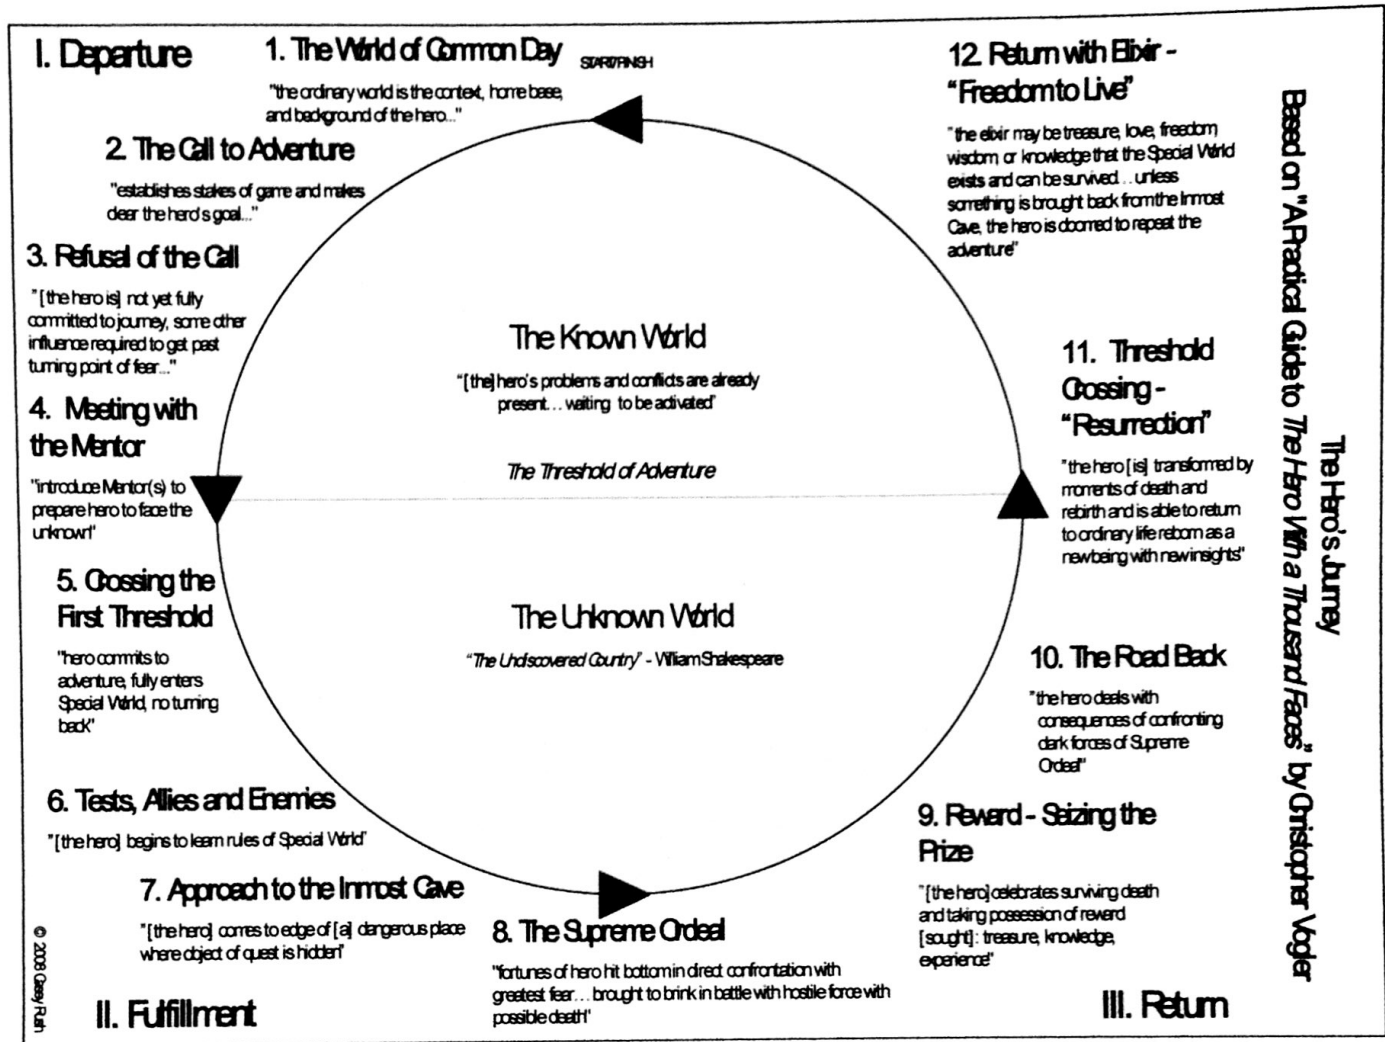 I. Departure
1. The World of Common Day
START/FINISH
"the ordinary world is the context, home base,
and background of the hero..."
2. The Call to Adventure
"establishes stakes of game and makes
clear the hero's goal..."
3. Refusal of the Call
"[the hero is] not yet fully
committed to journey, some other
influence required to get past
turning point of fear..."
4. Meeting with
the Mentor
"introduce Mentor(s) to
prepare hero to face the
unknown"
5. Crossing the
First Threshold
"hero commits to
adventure, fully enters
Special World, no turning
back"
6. Tests, Allies and Enemies
"[the hero] begins to learn rules of Special World"
7. Approach to the Inmost Cave
"[the hero] comes to edge of [a] dangerous place
where object of quest is hidden"
II. Fulfillment
8. The Supreme Ordeal
"fortunes of hero hit bottom in direct confrontation with
greatest fear... brought to brink in battle with hostile force with
possible death"
The Known World
"[the] hero's problems and conflicts are already
present... waiting to be activated"
The Threshold of Adventure
The Unknown World
"The Undiscovered Country" - William Shakespeare
9. Reward - Seizing the
Prize
"[the hero] celebrates surviving death
and taking possession of reward
[sought]: treasure, knowledge,
experience"
III. Return
10. The Road Back
"the hero deals with
consequences of confronting
dark forces of Supreme
Ordeal"
11. Threshold
Crossing -
"Resurrection"
"the hero [is] transformed by
moments of death and
rebirth and is able to return
to ordinary life reborn as a
new being with new insights"
12. Return with Elixir -
"Freedom to Live"
"the elixir may be treasure, love, freedom,
wisdom, or knowledge that the Special World
exists and can be survived... unless
something is brought back from the Inmost
Cave, the hero is doomed to repeat the
adventure"
The Hero's Journey
Based on "A Practical Guide to The Hero With a Thousand Faces" by Christopher Vogler
© 2008 Casey Rush